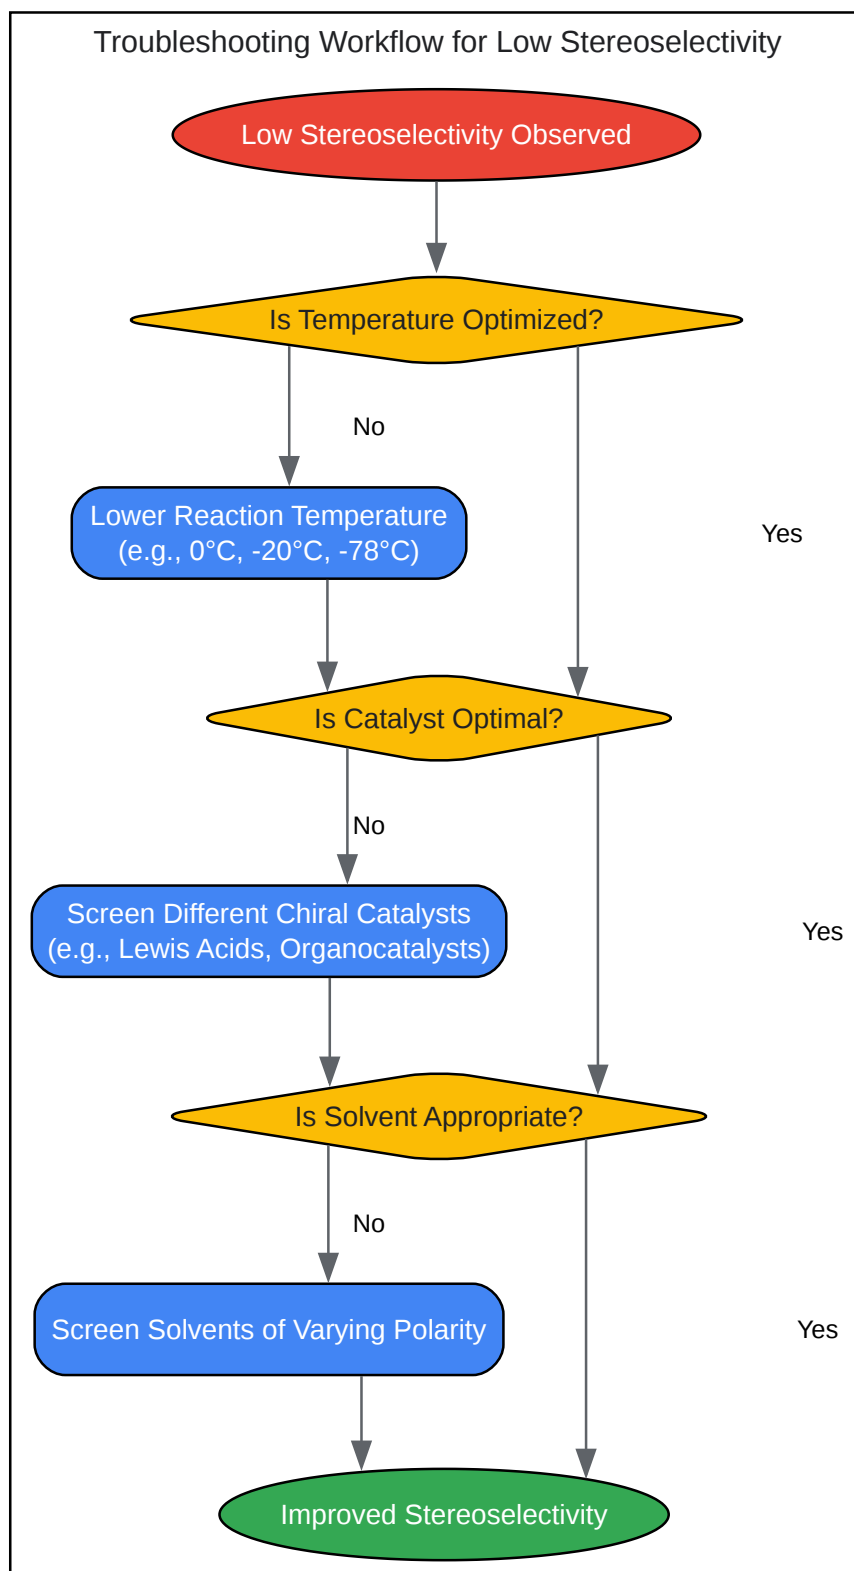 Troubleshooting Workflow for Low Stereoselectivity
Low Stereoselectivity Observed
Is Temperature Optimized?
No
Lower Reaction Temperature
(e.g., 0°C, -20°C, -78°C)
Yes
Is Catalyst Optimal?
No
Screen Different Chiral Catalysts
(e.g., Lewis Acids, Organocatalysts)
Yes
Is Solvent Appropriate?
No
Screen Solvents of Varying Polarity
Yes
Improved Stereoselectivity